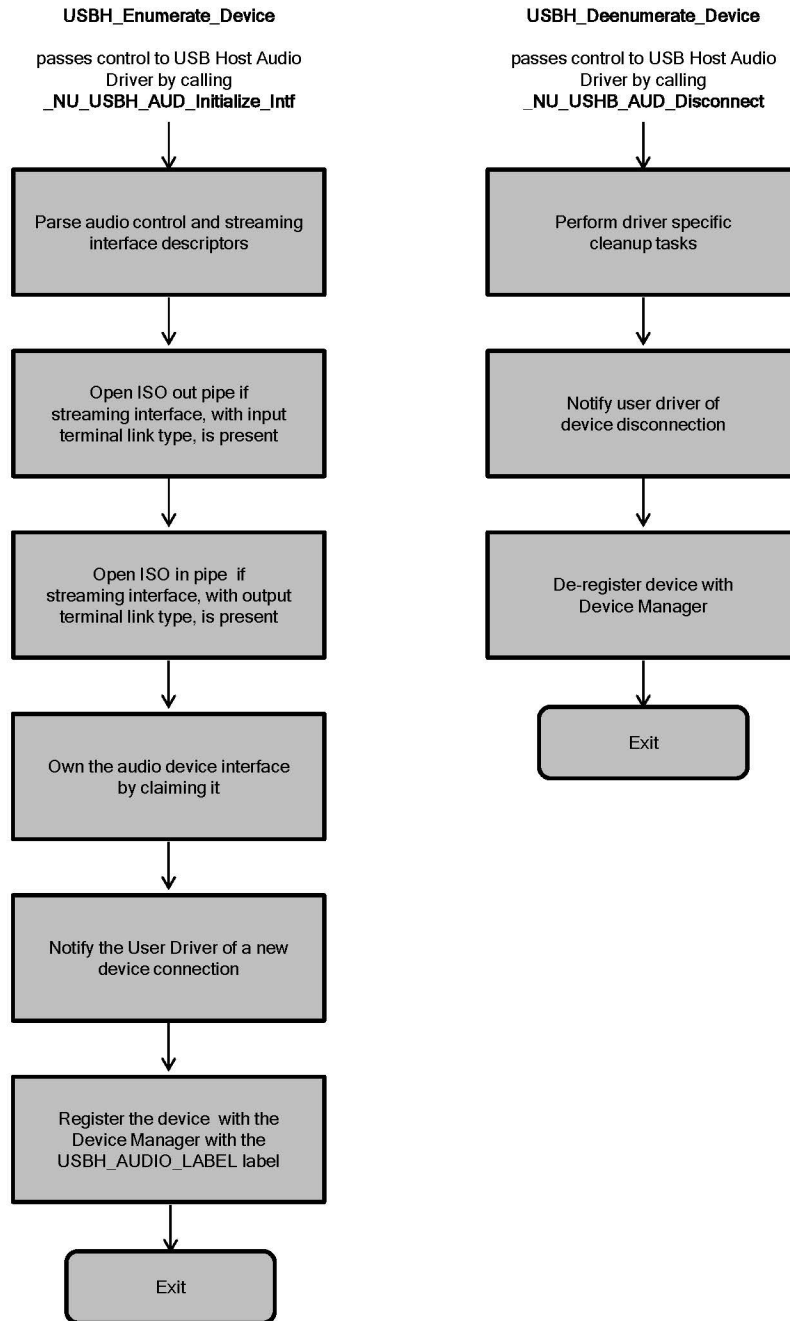 USBH_Enumerate_Device
passes control to USB Host Audio
Driver by calling
_NU_USBH_AUD_Initialize_Intf
Parse audio control and streaming
interface descriptors
Open ISO out pipe if
streaming interface, with input
terminal link type, is present
Open ISO in pipe if
streaming interface, with output
terminal link type, is present
Own the audio device interface
by claiming it
Notify the User Driver of a new
device connection
Register the device with the
Device Manager with the
USBH_AUDIO_LABEL label
Exit
USBH_Deenumerate_Device
passes control to USB Host Audio
Driver by calling
_NU_USHB_AUD_Disconnect
Perform driver specific
cleanup tasks
Notify user driver of
device disconnection
De-register device with
Device Manager
Exit